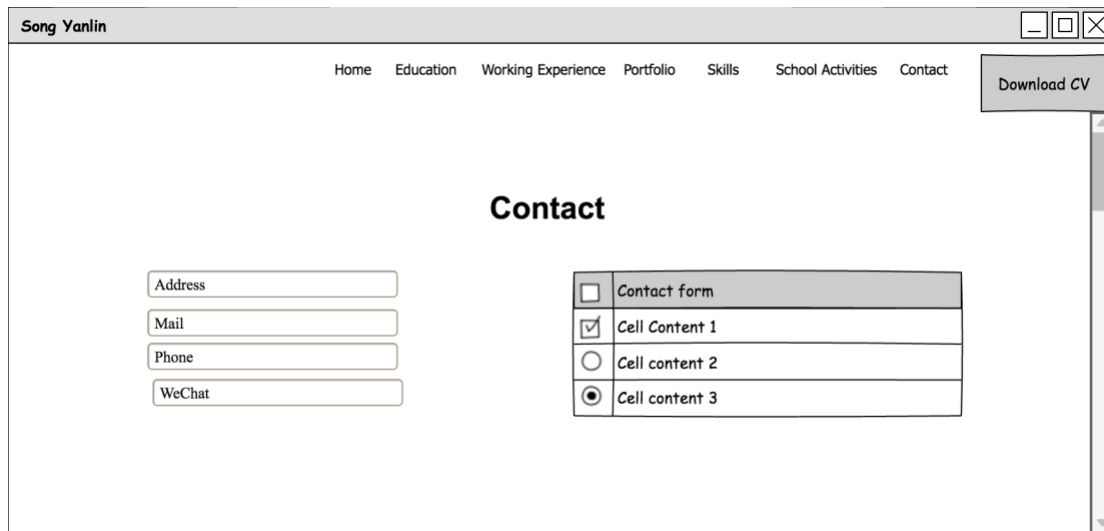 Song Yanlin
Home Education Working Experience Portfolio Skills School Activities Contact
Download CV
Contact
Address
Mail
Phone
WeChat
Contact form
Cell Content 1
Cell content 2
Cell content 3